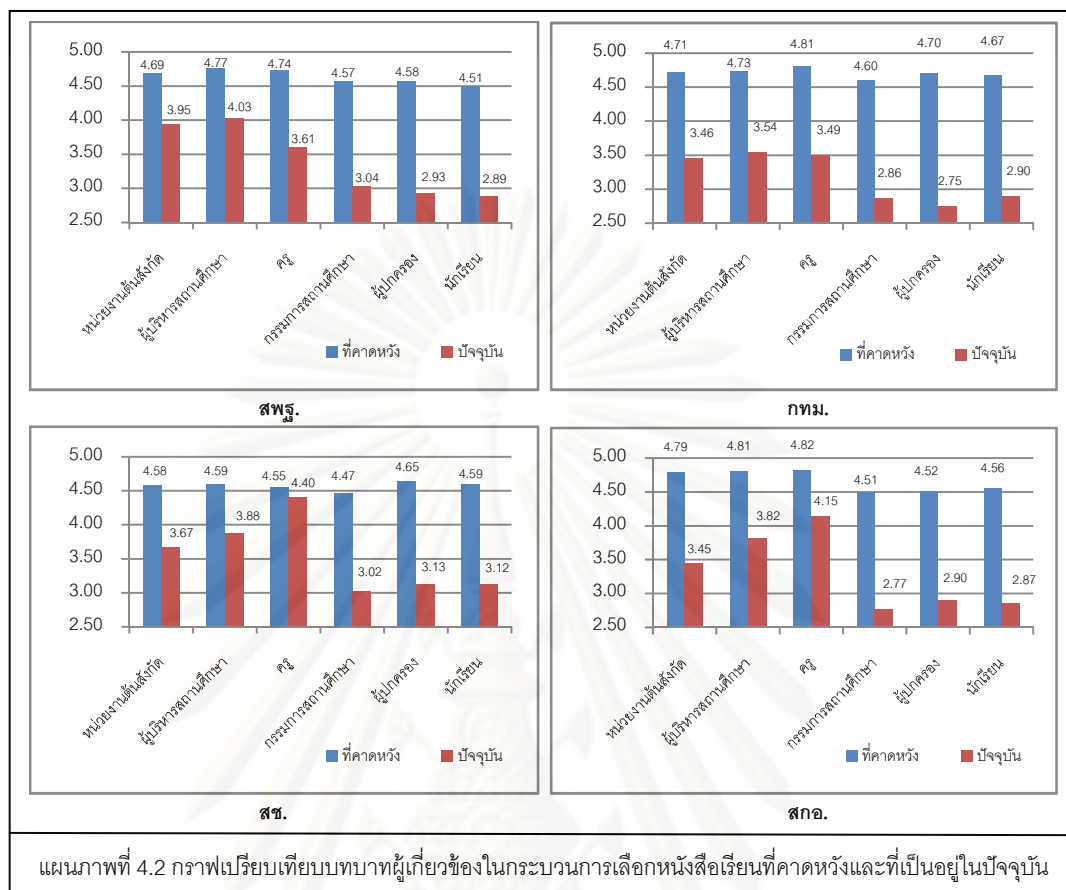 5.00
4.50
4.00
3.50
3.00
2.50
4.69 4.77 4.74 4.57 4.58 4.51
3.95 4.03 3.61 3.04 2.93 2.89
หน่วยงานต้นสังกัด
ผู้บริหารสถานศึกษา
ครู
กรรมการสถานศึกษา
ผู้ปกครอง
นักเรียน
ที่คาดหวัง ปัจจุบัน
สพฐ.
5.00
4.50
4.00
3.50
3.00
2.50
4.71 4.73 4.81 4.60 4.70 4.67
3.46 3.54 3.49 2.86 2.75 2.90
หน่วยงานต้นสังกัด
ผู้บริหารสถานศึกษา
ครู
กรรมการสถานศึกษา
ผู้ปกครอง
นักเรียน
ที่คาดหวัง ปัจจุบัน
กทม.
5.00
4.50
4.00
3.50
3.00
2.50
4.58 4.59 4.55 4.47 4.65 4.59
3.67 3.88 4.40 3.02 3.13 3.12
หน่วยงานต้นสังกัด
ผู้บริหารสถานศึกษา
ครู
กรรมการสถานศึกษา
ผู้ปกครอง
นักเรียน
ที่คาดหวัง ปัจจุบัน
สช.
5.00
4.50
4.00
3.50
3.00
2.50
4.79 4.81 4.82 4.51 4.52 4.56
3.45 3.82 4.15 2.77 2.90 2.87
หน่วยงานต้นสังกัด
ผู้บริหารสถานศึกษา
ครู
กรรมการสถานศึกษา
ผู้ปกครอง
นักเรียน
ที่คาดหวัง ปัจจุบัน
สกอ.
แผนภาพที่ 4.2 กราฟเปรียบเทียบบทบาทผู้เกี่ยวข้องในกระบวนการเลือกหนังสือเรียนที่คาดหวังและที่เป็นอยู่ในปัจจุบัน